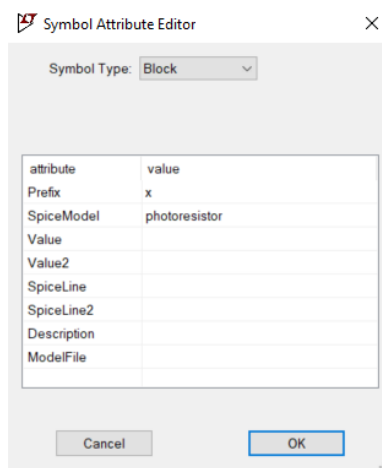 Symbol Attribute Editor
Symbol Type: Block
attribute value
Prefix x
SpiceModel photoresistor
Value
Value2
SpiceLine
SpiceLine2
Description
ModelFile
Cancel OK